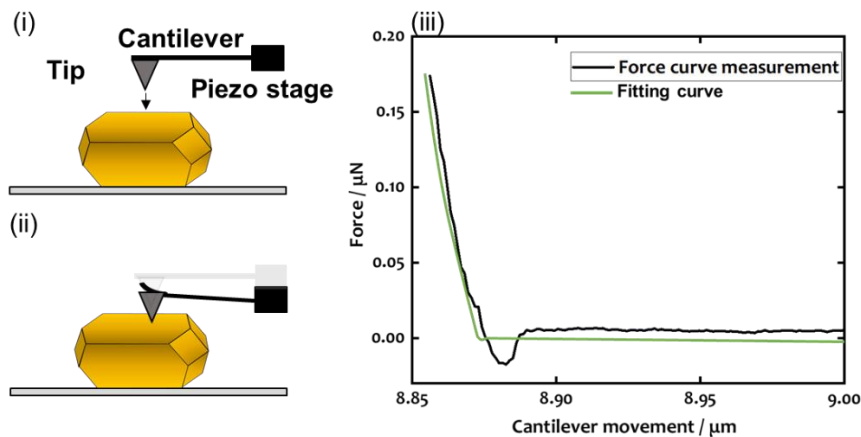 (i)
Cantilever
Tip
Piezo stage
(ii)
(iii)
Force curve measurement
Fitting curve
0.20
0.15
0.10
0.05
0.00
Force / μN
8.85
8.90
8.95
9.00
Cantilever movement / μm